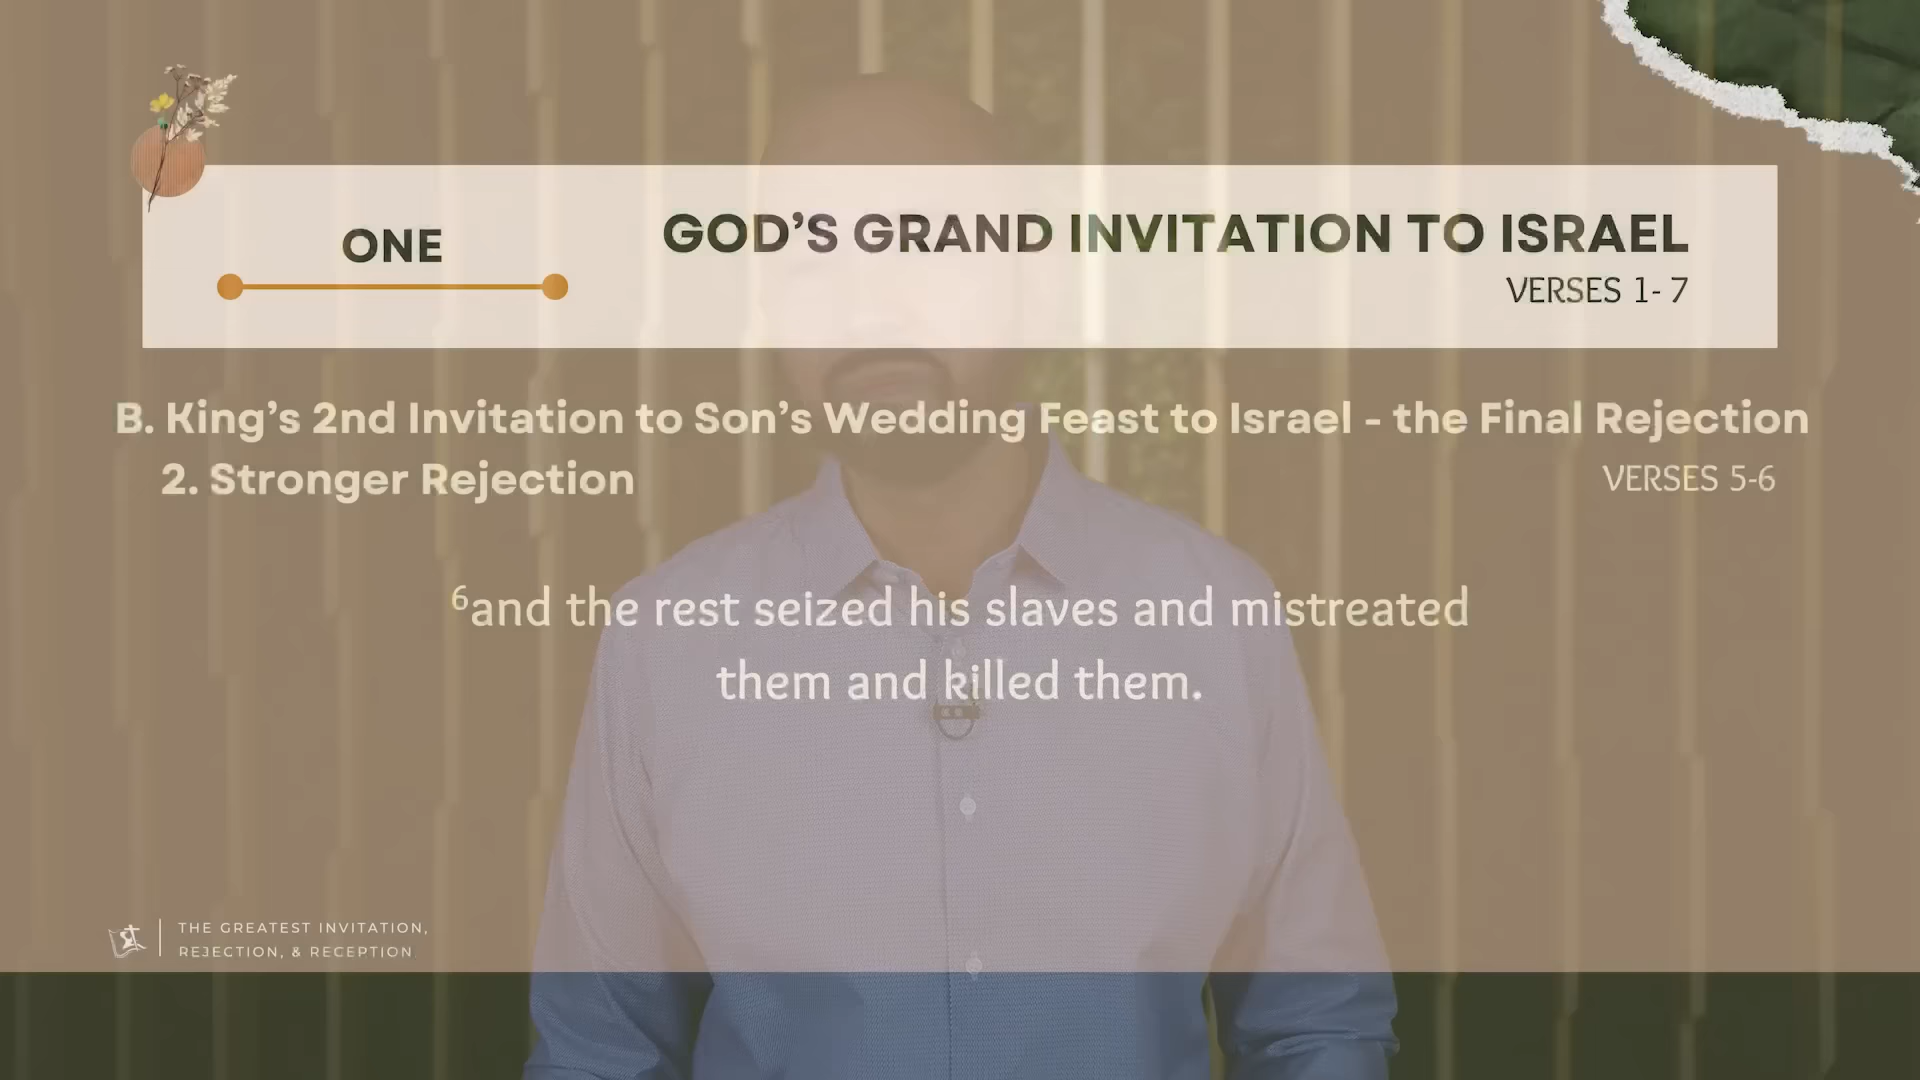 ONE
GOD’S GRAND INVITATION TO ISRAEL
VERSES 1- 7
B. King’s 2nd Invitation to Son’s Wedding Feast to Israel - the Final Rejection
2. Stronger Rejection
VERSES 5-6
⁶and the rest seized his slaves and mistreated
them and killed them.
THE GREATEST INVITATION,
REJECTION, & RECEPTION